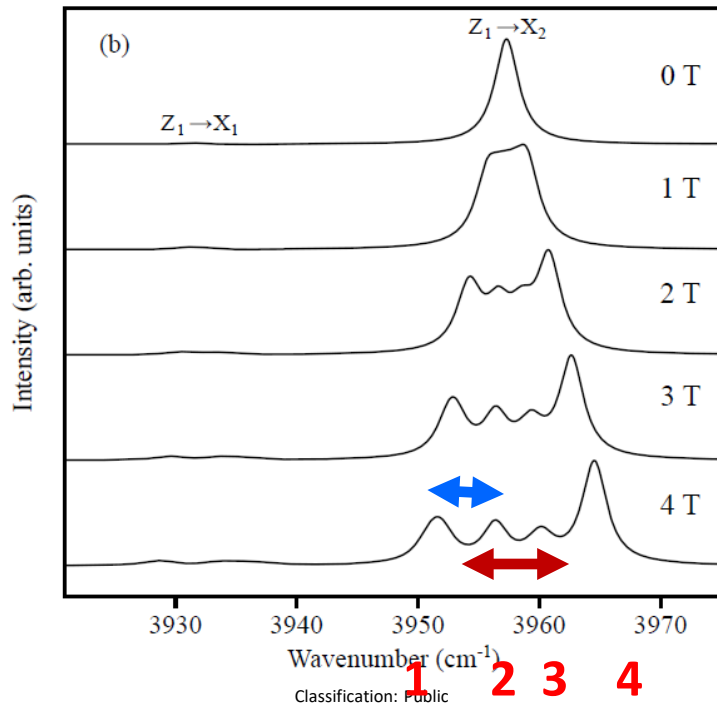 (b)
Z₁→X₂
0 T
Z₁→X₁
1 T
Intensity (arb. units)
2 T
3 T
4 T
3930 3940 3950 3960 3970
Wavenumber (cm⁻¹)
1 2 3 4
Classification: Public